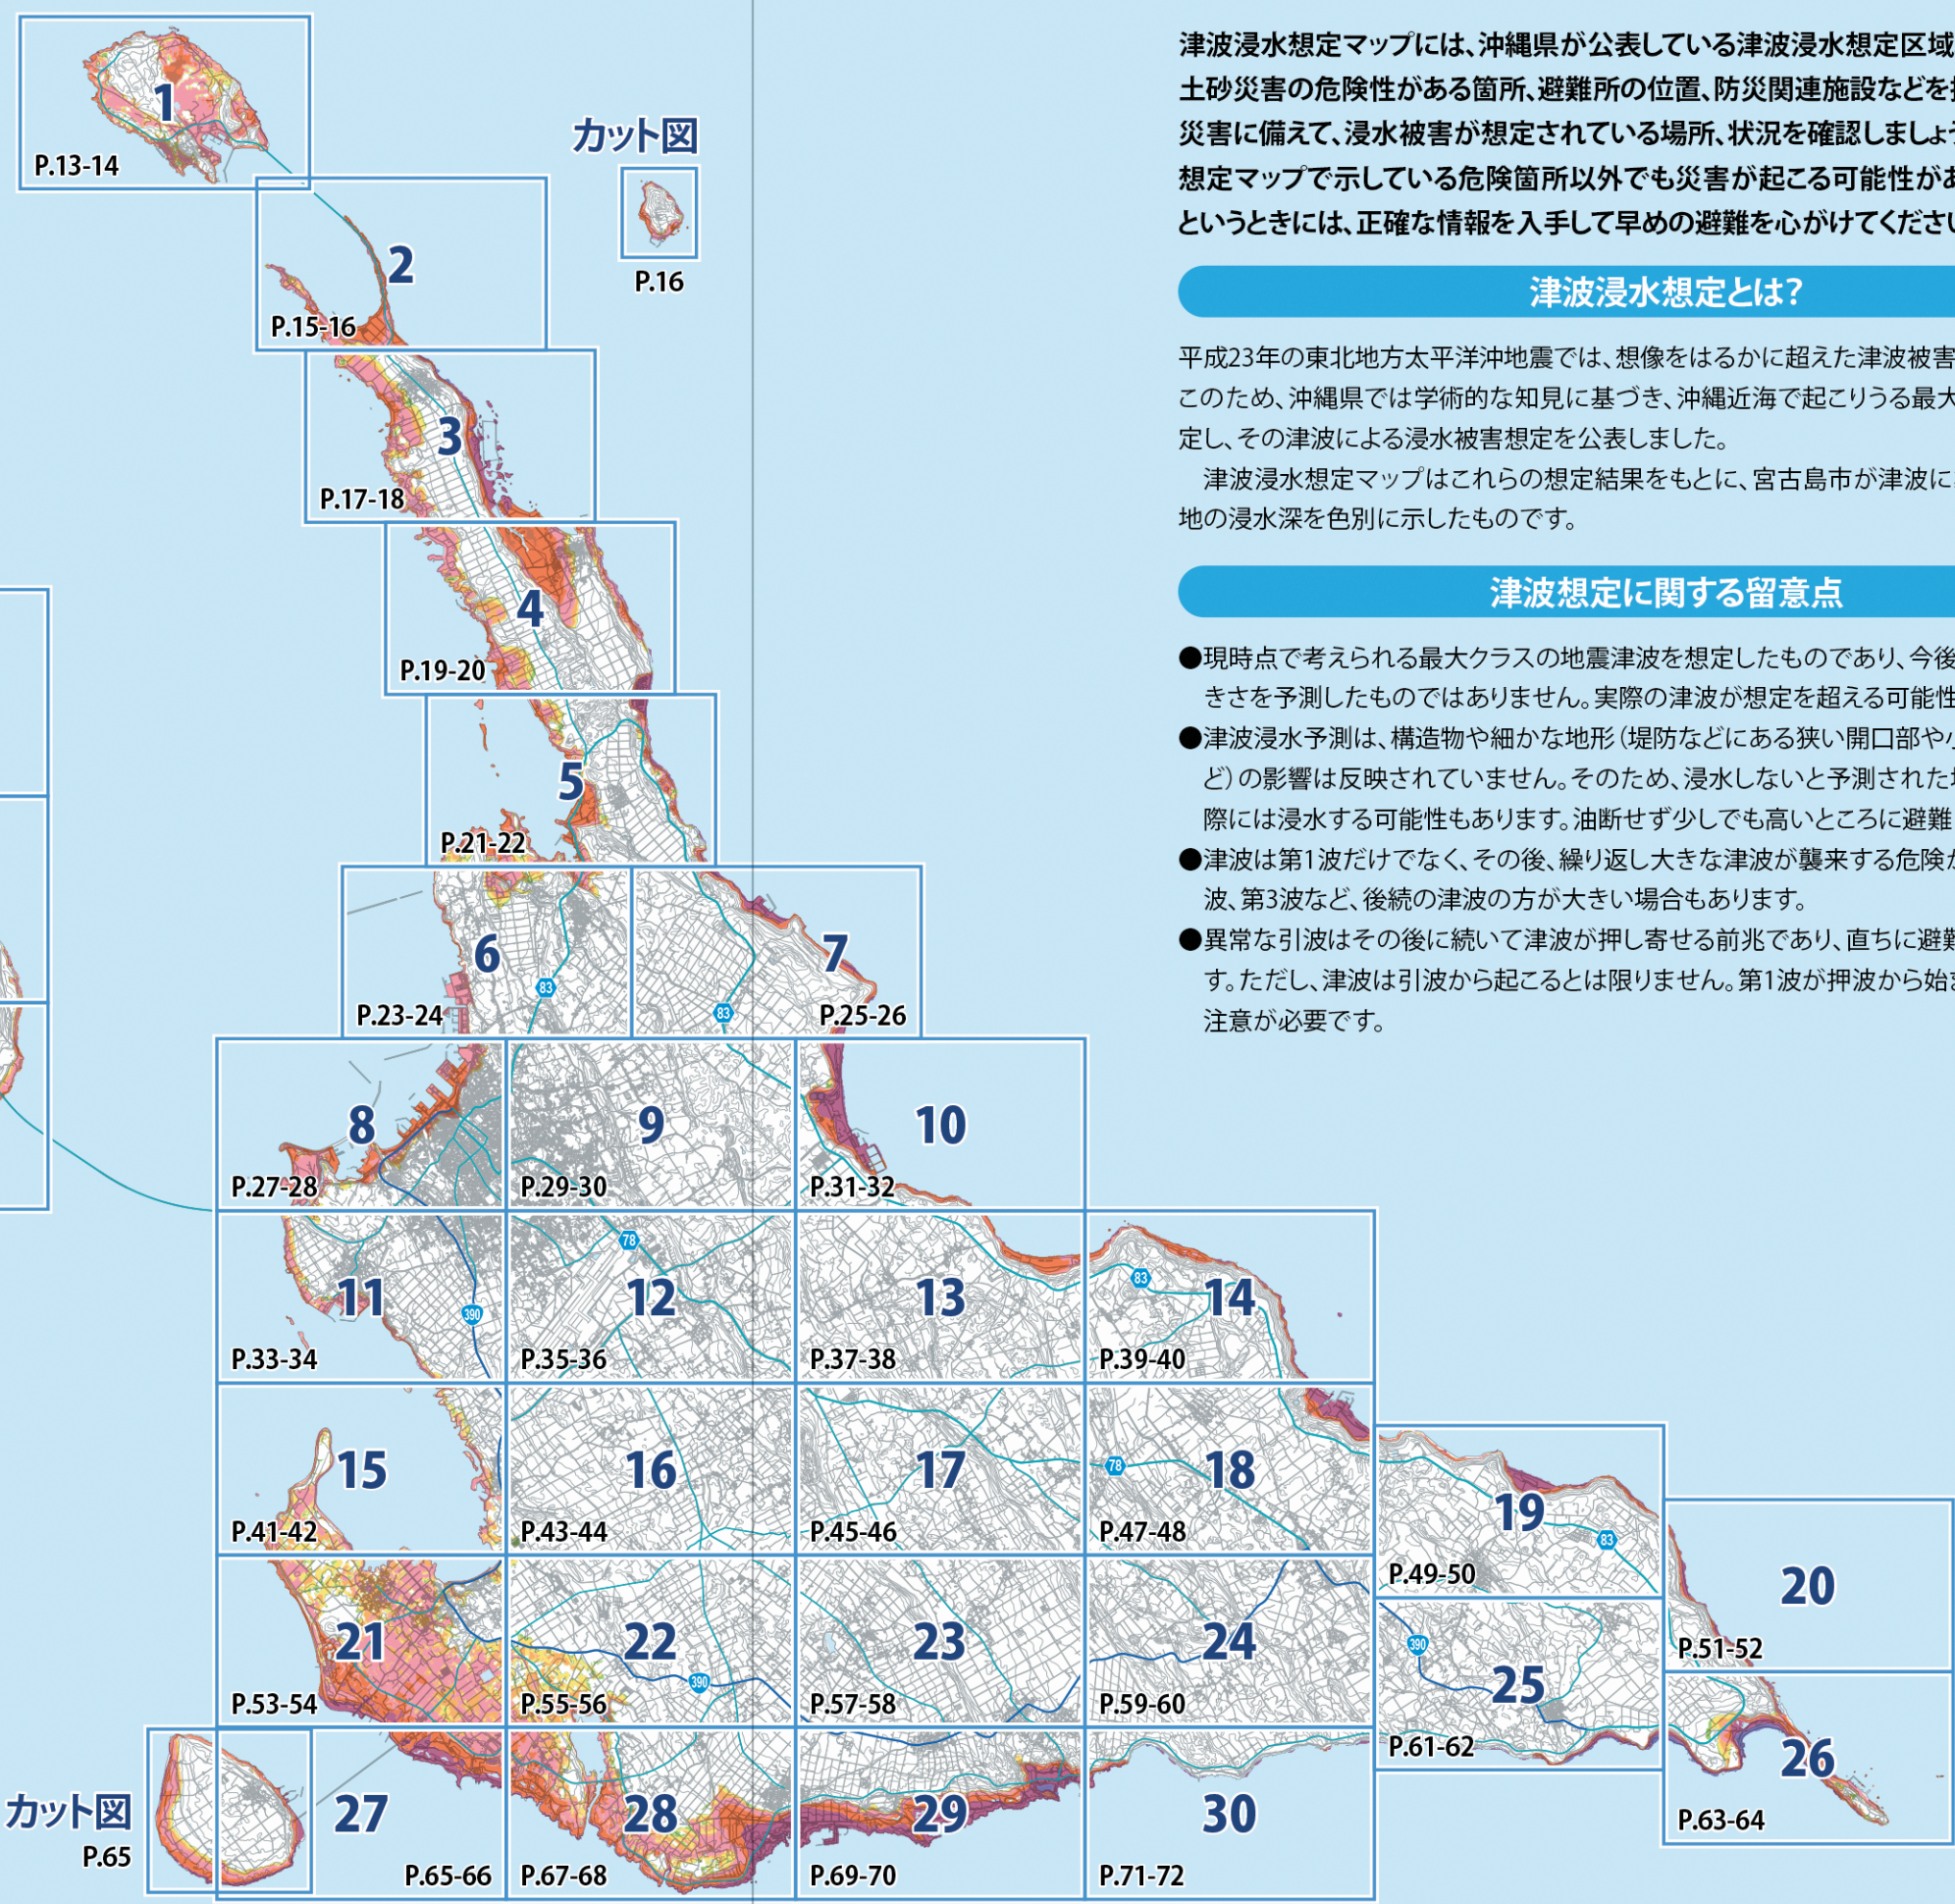 津波浸水想定マップには、沖縄県が公表している津波浸水想定区域
土砂災害の危険性がある箇所、避難所の位置、防災関連施設などを
災害に備えて、浸水被害が想定されている場所、状況を確認しましょ
想定マップで示している危険箇所以外でも災害が起こる可能性が
というときには、正確な情報を入手して早めの避難を心がけてくださ
津波浸水想定とは?
平成23年の東北地方太平洋沖地震では、想像をはるかに超えた津波被害
このため、沖縄県では学術的な知見に基づき、沖縄近海で起こりうる最大
定し、その津波による浸水被害想定を公表しました。
津波浸水想定マップはこれらの想定結果をもとに、宮古島市が津波に
地の浸水深を色別に示したものです。
津波想定に関する留意点
●現時点で考えられる最大クラスの地震津波を想定したものであり、今後
きさを予測したものではありません。実際の津波が想定を超える可能性
●津波浸水予測は、構造物や細かな地形(堤防などにある狭い開口部や
ど)の影響は反映されていません。そのため、浸水しないと予測された
際には浸水する可能性もあります。油断せず少しでも高いところに避難
●津波は第1波だけでなく、その後、繰り返し大きな津波が襲来する危険
波、第3波など、後続の津波の方が大きい場合もあります。
●異常な引波はその後に続いて津波が押し寄せる前兆であり、直ちに避難
す。ただし、津波は引波から起こるとは限りません。第1波が押波から始
注意が必要です。
1
P.13-14
カット図
P.16
2
P.15-16
3
P.17-18
4
P.19-20
5
P.21-22
6
83
P.23-24
7
83
P.25-26
8
P.27-28
9
P.29-30
10
P.31-32
11
390
P.33-34
12
78
P.35-36
13
P.37-38
14
83
P.39-40
15
P.41-42
16
P.43-44
17
P.45-46
18
78
P.47-48
19
83
P.49-50
20
P.51-52
21
P.53-54
22
390
P.55-56
23
P.57-58
24
P.59-60
25
390
P.61-62
26
P.63-64
カット図
P.65
27
P.65-66
28
P.67-68
29
P.69-70
30
P.71-72